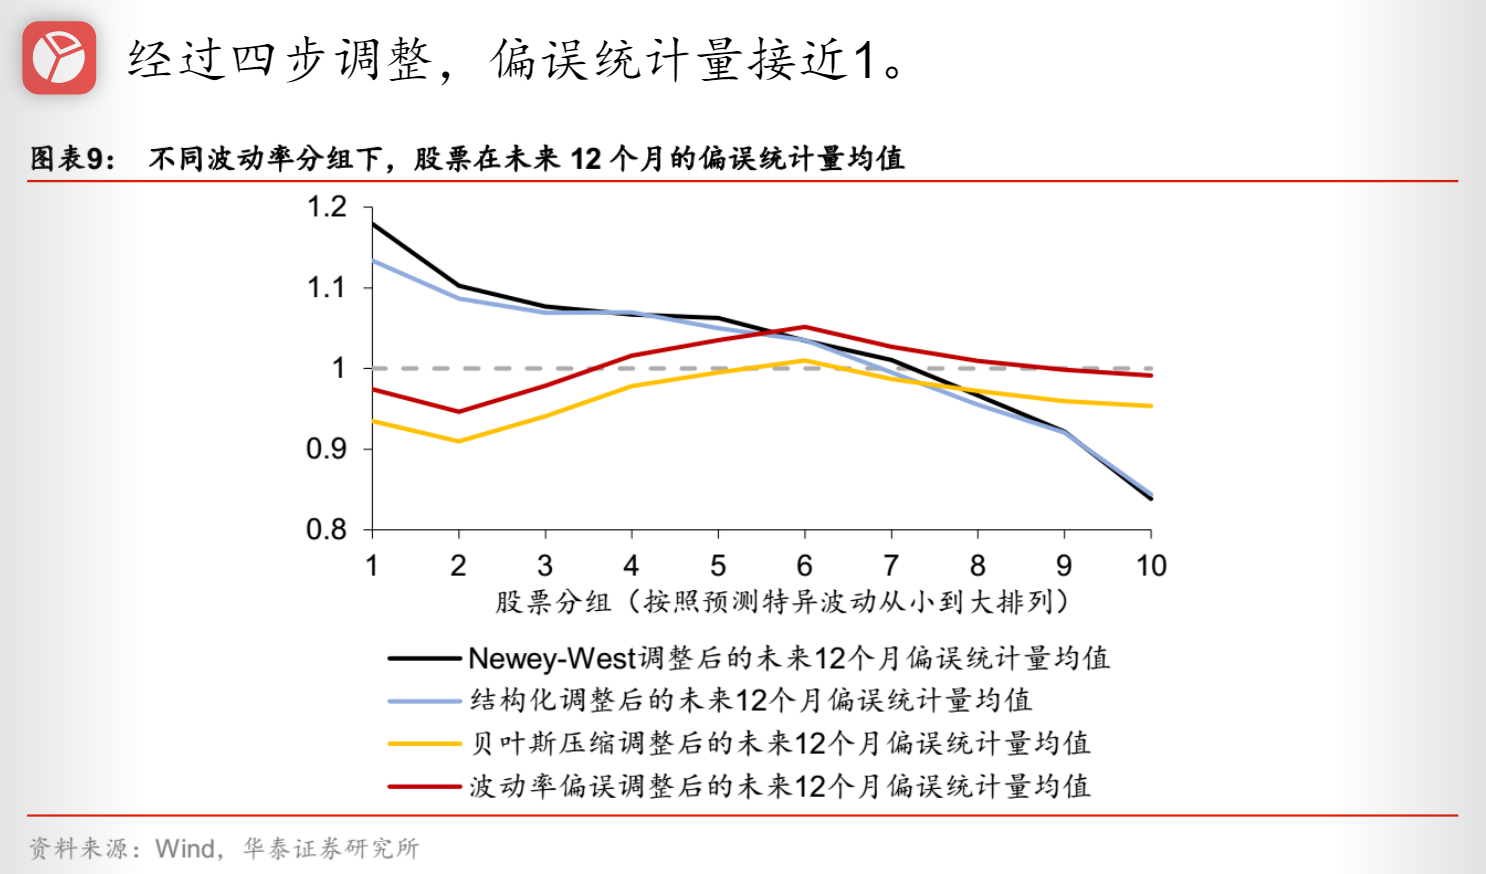 经过四步调整，偏误统计量接近1。
图表9： 不同波动率分组下，股票在未来 12 个月的偏误统计量均值
1.2
1.1
1
0.9
0.8
1 2 3 4 5 6 7 8 9 10
股票分组（按照预测特异波动从小到大排列）
Newey-West调整后的未来12个月偏误统计量均值
结构化调整后的未来12个月偏误统计量均值
贝叶斯压缩调整后的未来12个月偏误统计量均值
波动率偏误调整后的未来12个月偏误统计量均值
资料来源：Wind，华泰证券研究所